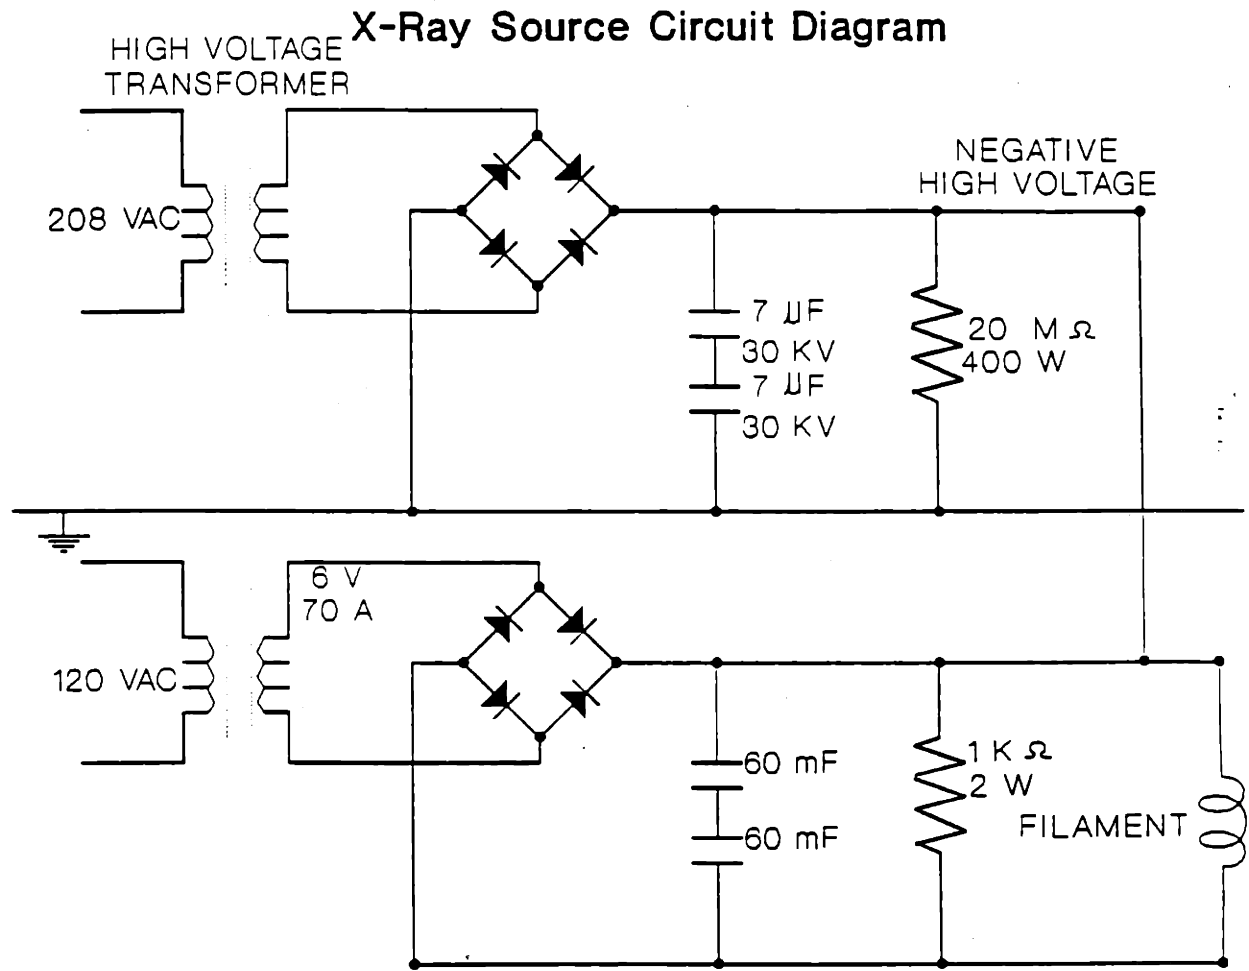 X-Ray Source Circuit Diagram
HIGH VOLTAGE
TRANSFORMER
NEGATIVE
HIGH VOLTAGE
208 VAC
7 µF
30 KV
7 µF
30 KV
20 M Ω
400 W
6 V
70 A
120 VAC
60 mF
60 mF
1 K Ω
2 W
FILAMENT